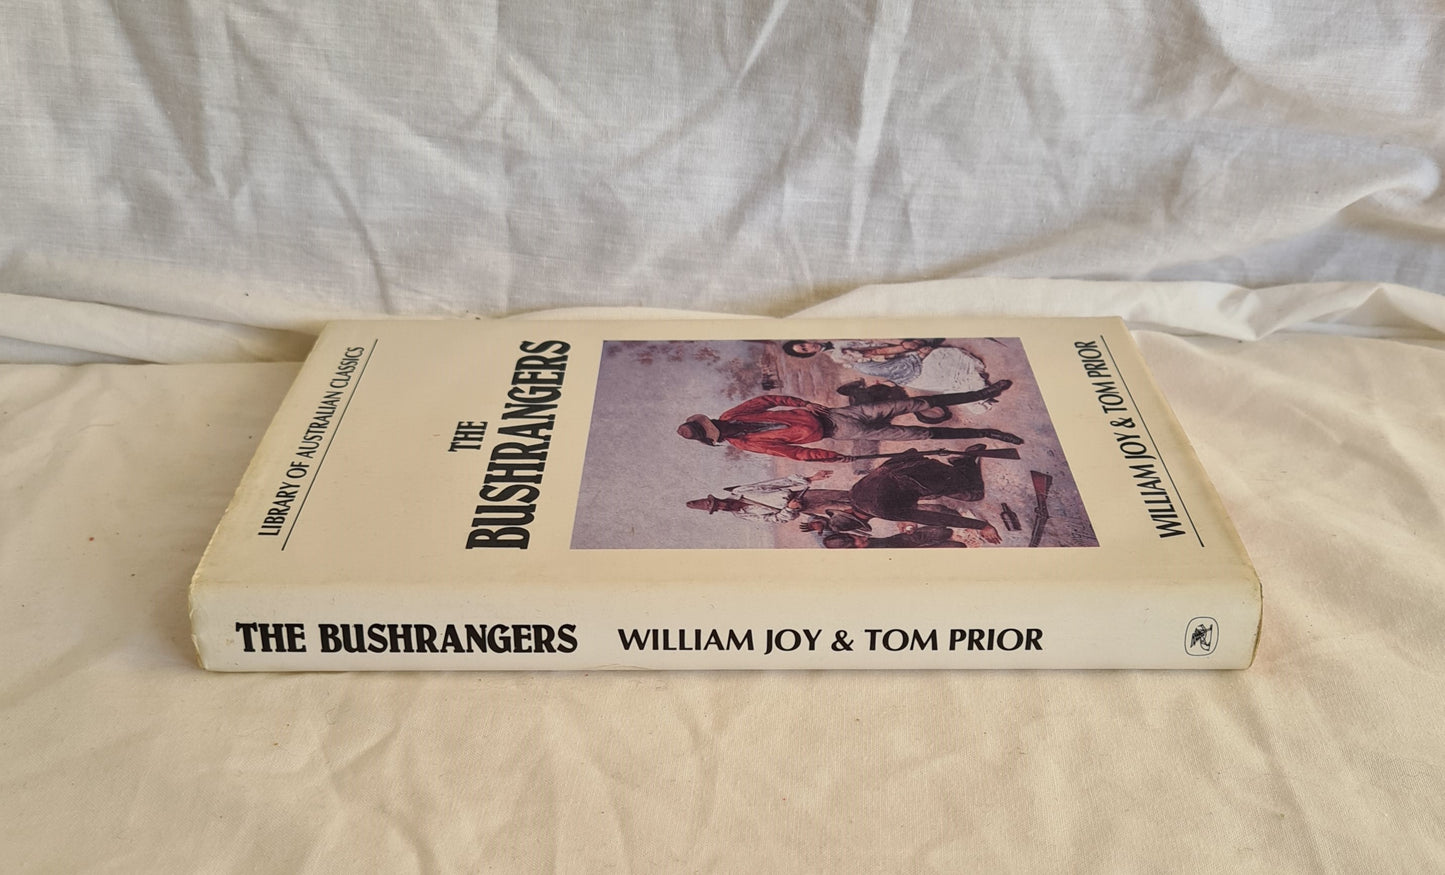 LIBRARY OF AUSTRALIAN CLASSICS
THE
BUSHRANGERS
WILLIAM JOY & TOM PRIOR
THE BUSHRANGERS WILLIAM JOY & TOM PRIOR